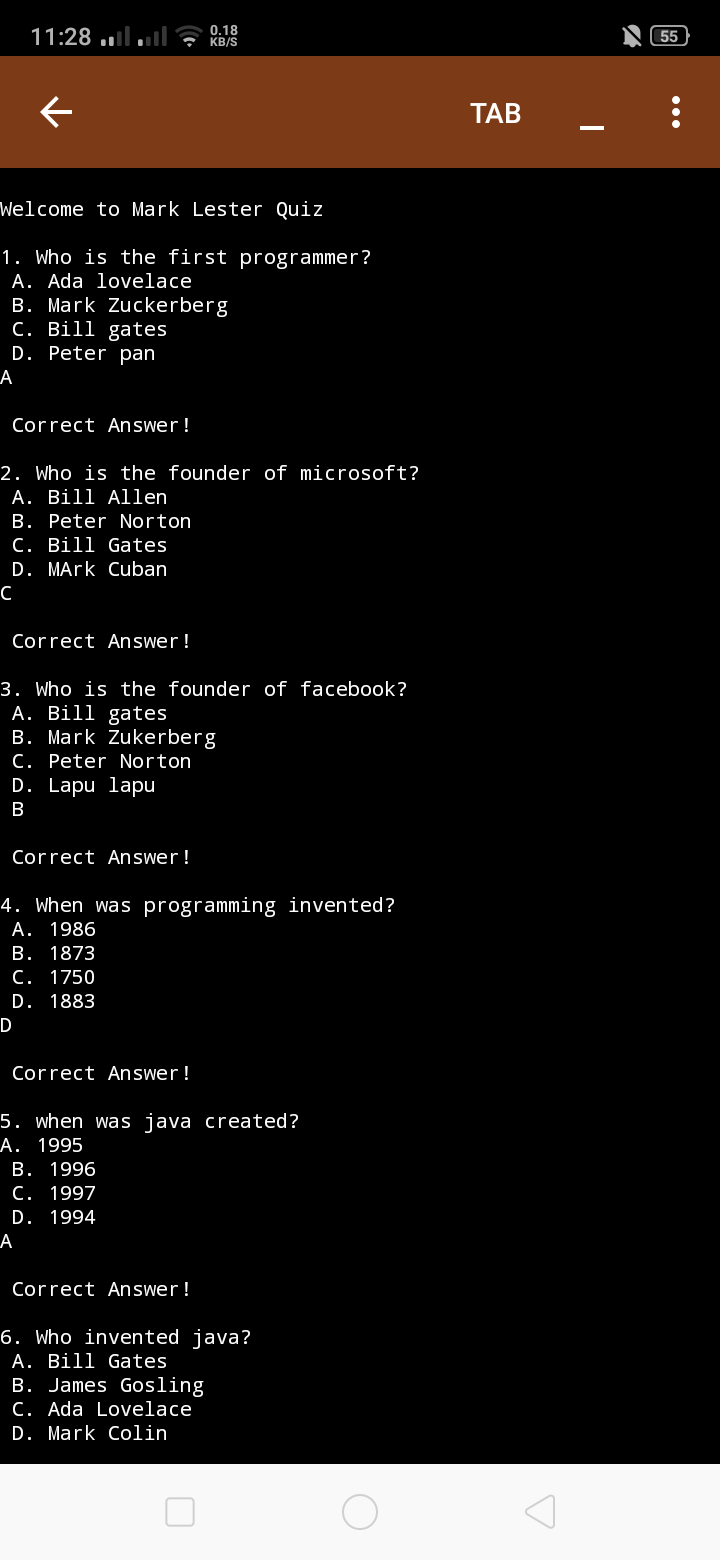 11:28 0.18 KB/S 55
TAB _
Welcome to Mark Lester Quiz
1. Who is the first programmer?
A. Ada lovelace
B. Mark Zuckerberg
C. Bill gates
D. Peter pan
A
Correct Answer!
2. Who is the founder of microsoft?
A. Bill Allen
B. Peter Norton
C. Bill Gates
D. MArk Cuban
C
Correct Answer!
3. Who is the founder of facebook?
A. Bill gates
B. Mark Zukerberg
C. Peter Norton
D. Lapu lapu
B
Correct Answer!
4. When was programming invented?
A. 1986
B. 1873
C. 1750
D. 1883
D
Correct Answer!
5. when was java created?
A. 1995
B. 1996
C. 1997
D. 1994
A
Correct Answer!
6. Who invented java?
A. Bill Gates
B. James Gosling
C. Ada Lovelace
D. Mark Colin